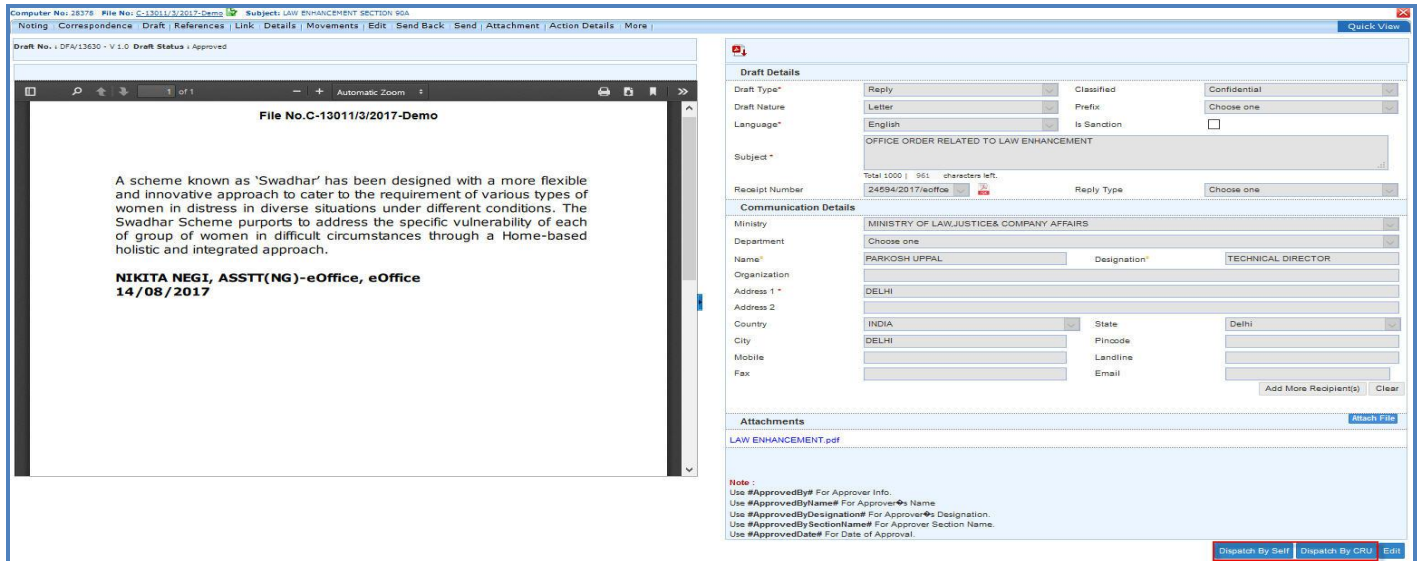 Computer No: 28376 File No: C-13011/3/2017-Demo Subject: LAW ENHANCEMENT SECTION 90A
Noting | Correspondence | Draft | References | Link | Details | Movements | Edit | Send Back | Send | Attachment | Action Details | More |
Quick View
Draft No. : DFA/13630 - V 1.0 Draft Status : Approved
1 of 1
Automatic Zoom
File No.C-13011/3/2017-Demo
A scheme known as ‘Swadhar’ has been designed with a more flexible
and innovative approach to cater to the requirement of various types of
women in distress in diverse situations under different conditions. The
Swadhar Scheme purports to address the specific vulnerability of each
of group of women in difficult circumstances through a Home-based
holistic and integrated approach.
NIKITA NEGI, ASSTT(NG)-eOffice, eOffice
14/08/2017
Draft Details
Draft Type* Reply Classified Confidential
Draft Nature Letter Prefix Choose one
Language* English Is Sanction
Subject * OFFICE ORDER RELATED TO LAW ENHANCEMENT
Total 1000 | 961 characters left.
Receipt Number 24594/2017/eoffce Reply Type Choose one
Communication Details
Ministry MINISTRY OF LAW,JUSTICE& COMPANY AFFAIRS
Department Choose one
Name* PARKOSH UPPAL Designation* TECHNICAL DIRECTOR
Organization
Address 1 * DELHI
Address 2
Country INDIA State Delhi
City DELHI Pincode
Mobile Landline
Fax Email
Add More Recipient(s) Clear
Attachments Attach File
LAW ENHANCEMENT.pdf
Note :
Use #ApprovedBy# For Approver Info.
Use #ApprovedByName# For Approver�s Name
Use #ApprovedByDesignation# For Approver�s Designation.
Use #ApprovedBySectionName# For Approver Section Name.
Use #ApprovedDate# For Date of Approval.
Dispatch By Self Dispatch By CRU Edit